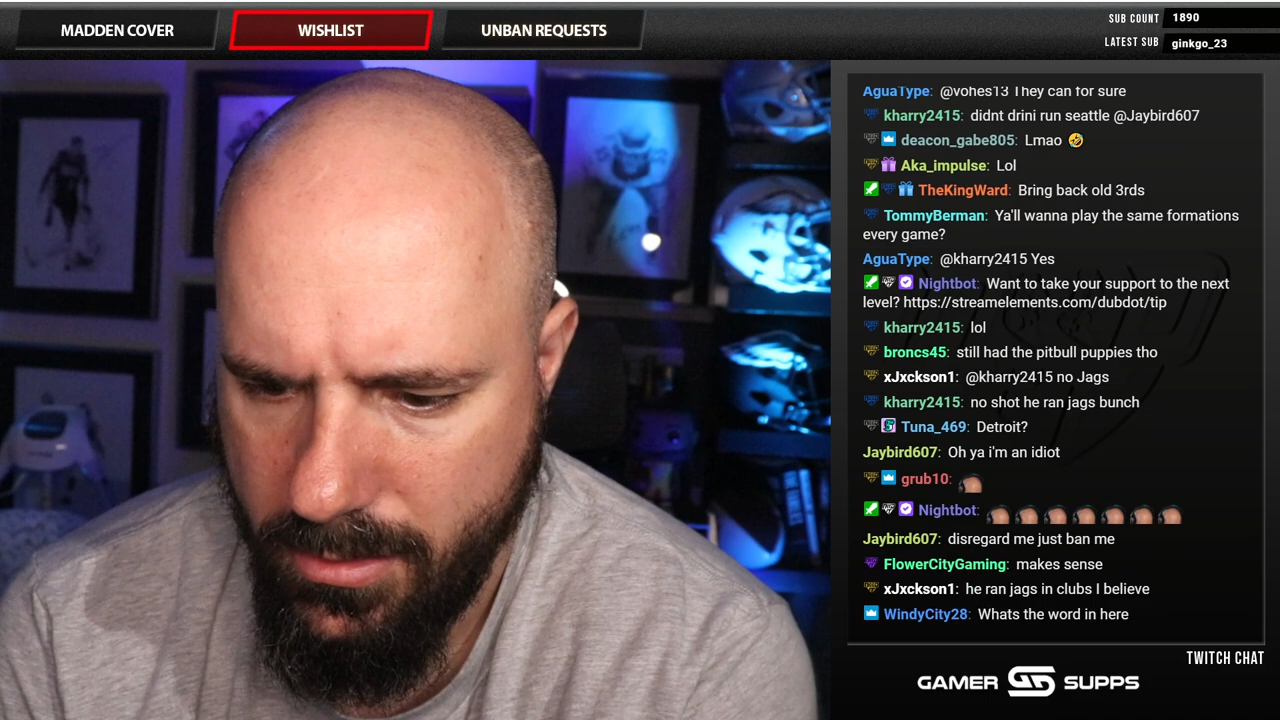 MADDEN COVER
WISHLIST
UNBAN REQUESTS
SUB COUNT 1890
LATEST SUB ginkgo_23
AguaType: @vohes13 They can for sure
kharry2415: didnt drini run seattle @Jaybird607
deacon_gabe805: Lmao 🤣
Aka_impulse: Lol
TheKingWard: Bring back old 3rds
TommyBerman: Ya'll wanna play the same formations
every game?
AguaType: @kharry2415 Yes
Nightbot: Want to take your support to the next
level? https://streamelements.com/dubdot/tip
kharry2415: lol
broncs45: still had the pitbull puppies tho
xJxckson1: @kharry2415 no Jags
kharry2415: no shot he ran jags bunch
Tuna_469: Detroit?
Jaybird607: Oh ya i'm an idiot
grub10:
Nightbot:
Jaybird607: disregard me just ban me
FlowerCityGaming: makes sense
xJxckson1: he ran jags in clubs I believe
WindyCity28: Whats the word in here
TWITCH CHAT
GAMER SUPPS